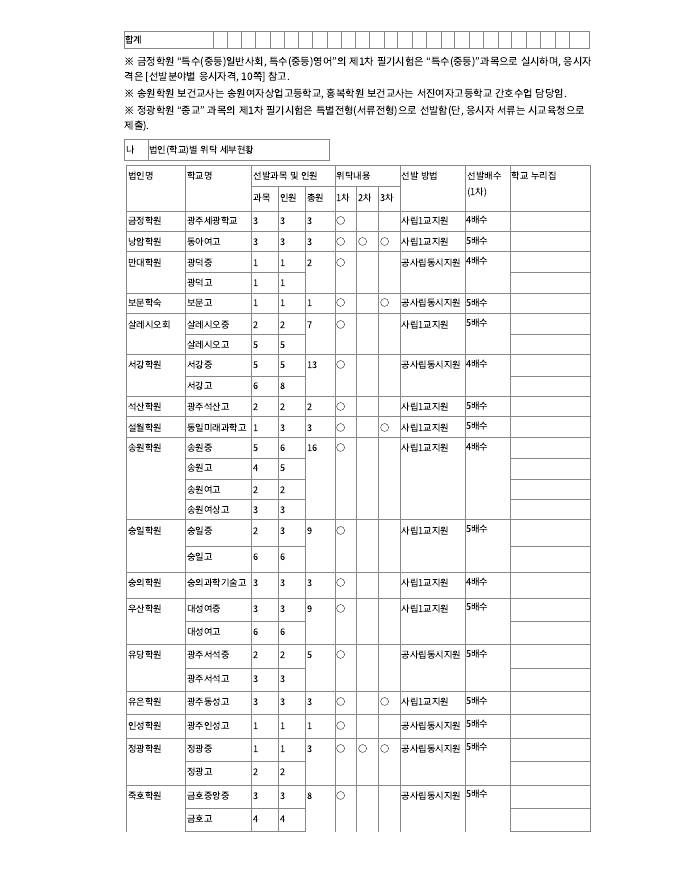 합계
※ 금정학원 “특수(중등)일반사회, 특수(중등)영어”의 제1차 필기시험은 “특수(중등)”과목으로 실시하며, 응시자
격은 [선발분야별 응시자격, 10쪽] 참고.
※ 송원학원 보건교사는 송원여자상업고등학교, 홍복학원 보건교사는 서진여자고등학교 간호수업 담당임.
※ 정광학원 “종교” 과목의 제1차 필기시험은 특별전형(서류전형)으로 선발함(단, 응시자 서류는 시교육청으로
제출).
나 법인(학교)별 위탁 세부현황
법인명 학교명 선발과목 및 인원 위탁내용 선발 방법 선발배수 학교 누리집
(1차)
과목 인원 총원 1차 2차 3차
금정학원 광주세광학교 3 3 3 ○ 사립1교지원 4배수
낭암학원 동아여고 3 3 3 ○ ○ ○ 사립1교지원 5배수
만대학원 광덕중 1 1 2 ○ 공사립동시지원 4배수
광덕고 1 1
보문학숙 보문고 1 1 1 ○ ○ 공사립동시지원 5배수
살레시오회 살레시오중 2 2 7 ○ 사립1교지원 5배수
살레시오고 5 5
서강학원 서강중 5 5 13 ○ 공사립동시지원 4배수
서강고 6 8
석산학원 광주석산고 2 2 2 ○ 사립1교지원 5배수
설월학원 동일미래과학고 1 3 3 ○ ○ 사립1교지원 5배수
송원학원 송원중 5 6 16 ○ 사립1교지원 4배수
송원고 4 5
송원여고 2 2
송원여상고 3 3
숭일학원 숭일중 2 3 9 ○ 사립1교지원 5배수
숭일고 6 6
숭의학원 숭의과학기술고 3 3 3 ○ 사립1교지원 4배수
우산학원 대성여중 3 3 9 ○ 사립1교지원 5배수
대성여고 6 6
유당학원 광주서석중 2 2 5 ○ 공사립동시지원 5배수
광주서석고 3 3
유은학원 광주동성고 3 3 3 ○ ○ 사립1교지원 5배수
인성학원 광주인성고 1 1 1 ○ 공사립동시지원 5배수
정광학원 정광중 1 1 3 ○ ○ ○ 공사립동시지원 5배수
정광고 2 2
죽호학원 금호중앙중 3 3 8 ○ 공사립동시지원 5배수
금호고 4 4